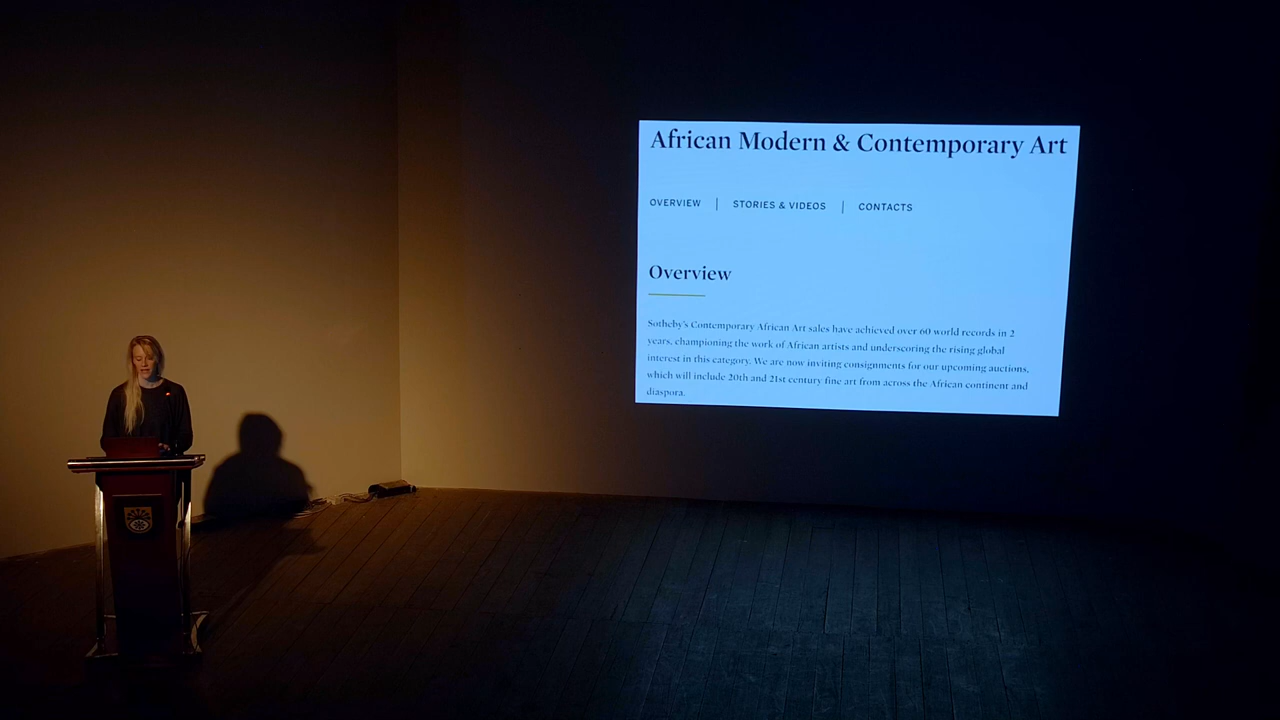 African Modern & Contemporary Art
OVERVIEW | STORIES & VIDEOS | CONTACTS
Overview
Sotheby's Contemporary African Art sales have achieved over 60 world records in 2
years, championing the work of African artists and underscoring the rising global
interest in this category. We are now inviting consignments for our upcoming auctions,
which will include 20th and 21st century fine art from across the African continent and
diaspora.